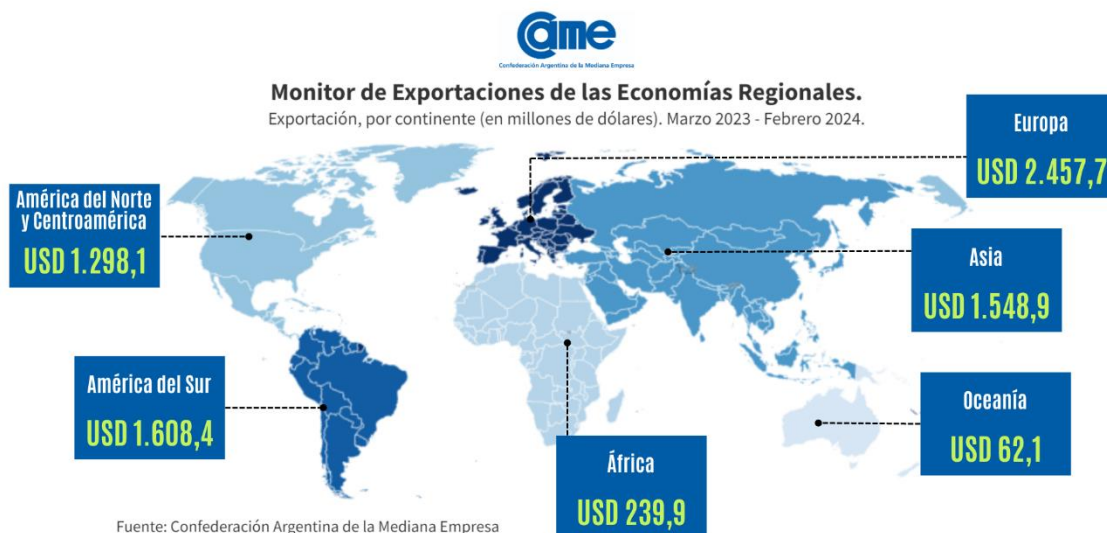 came
Confederación Argentina de la Mediana Empresa
Monitor de Exportaciones de las Economías Regionales.
Exportación, por continente (en millones de dólares). Marzo 2023 - Febrero 2024.
Europa
USD 2.457,7
América del Norte
y Centroamérica
USD 1.298,1
Asia
USD 1.548,9
América del Sur
USD 1.608,4
Oceanía
USD 62,1
África
USD 239,9
Fuente: Confederación Argentina de la Mediana Empresa